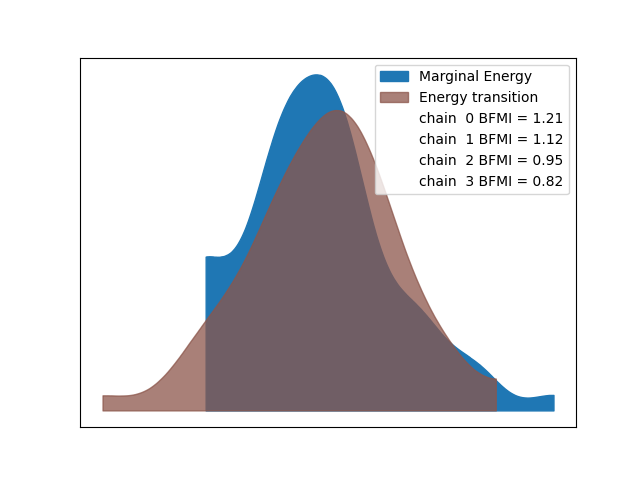 Marginal Energy
Energy transition
chain  0 BFMI = 1.21
chain  1 BFMI = 1.12
chain  2 BFMI = 0.95
chain  3 BFMI = 0.82